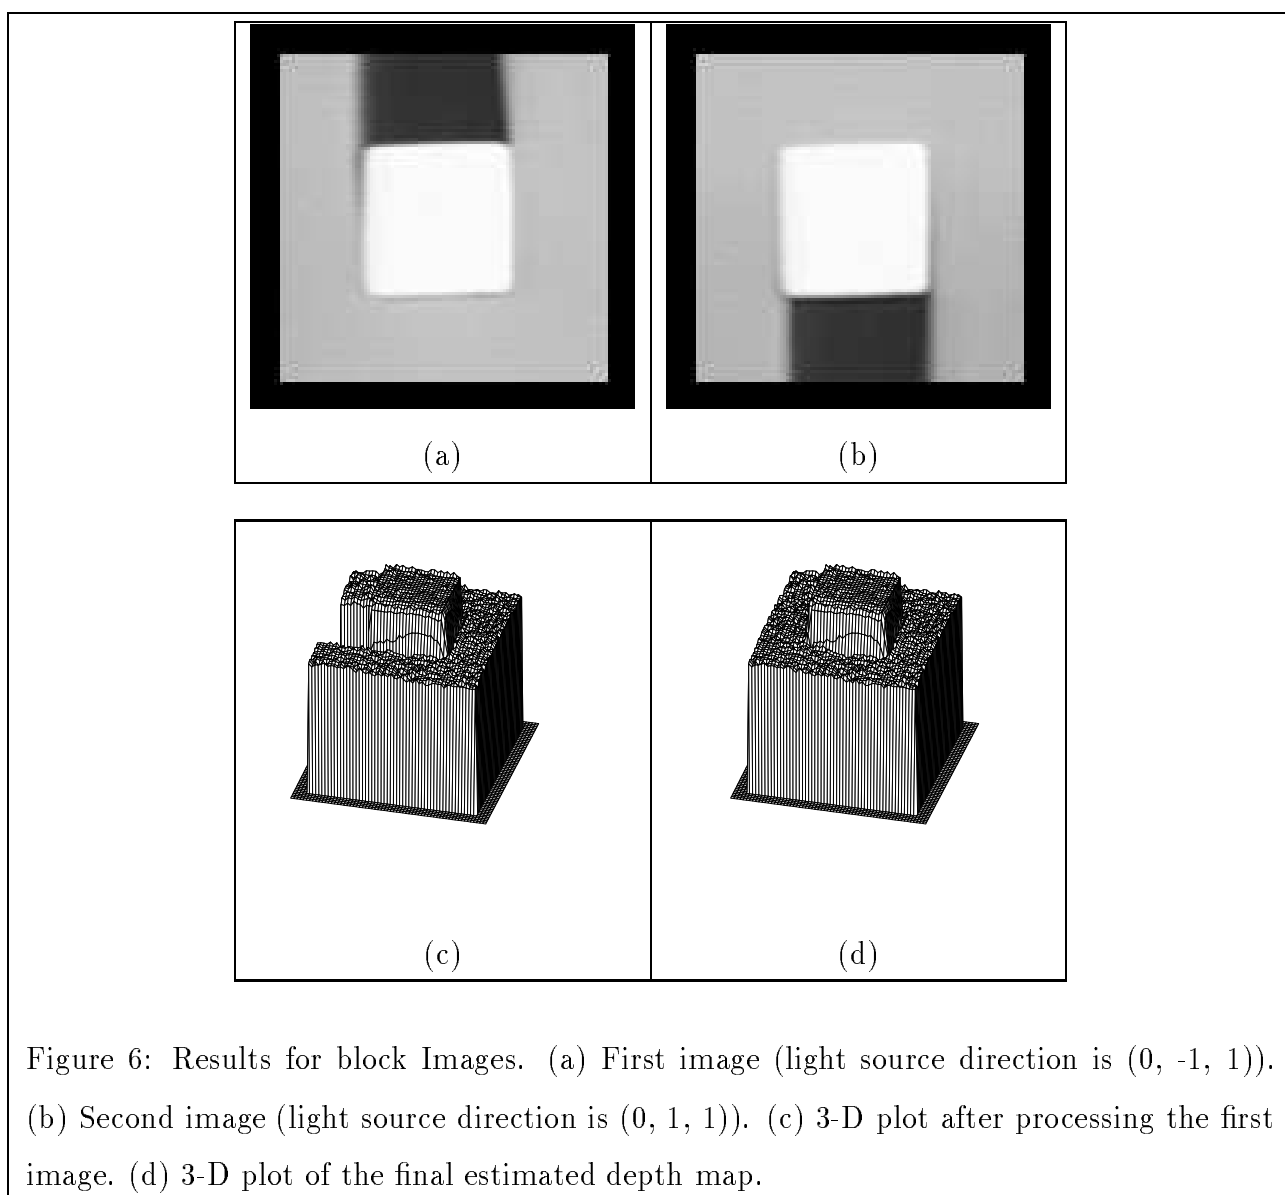 (a)
(b)
(c)
(d)
Figure 6: Results for block Images. (a) First image (light source direction is (0, -1, 1)).
(b) Second image (light source direction is (0, 1, 1)). (c) 3-D plot after processing the first
image. (d) 3-D plot of the final estimated depth map.